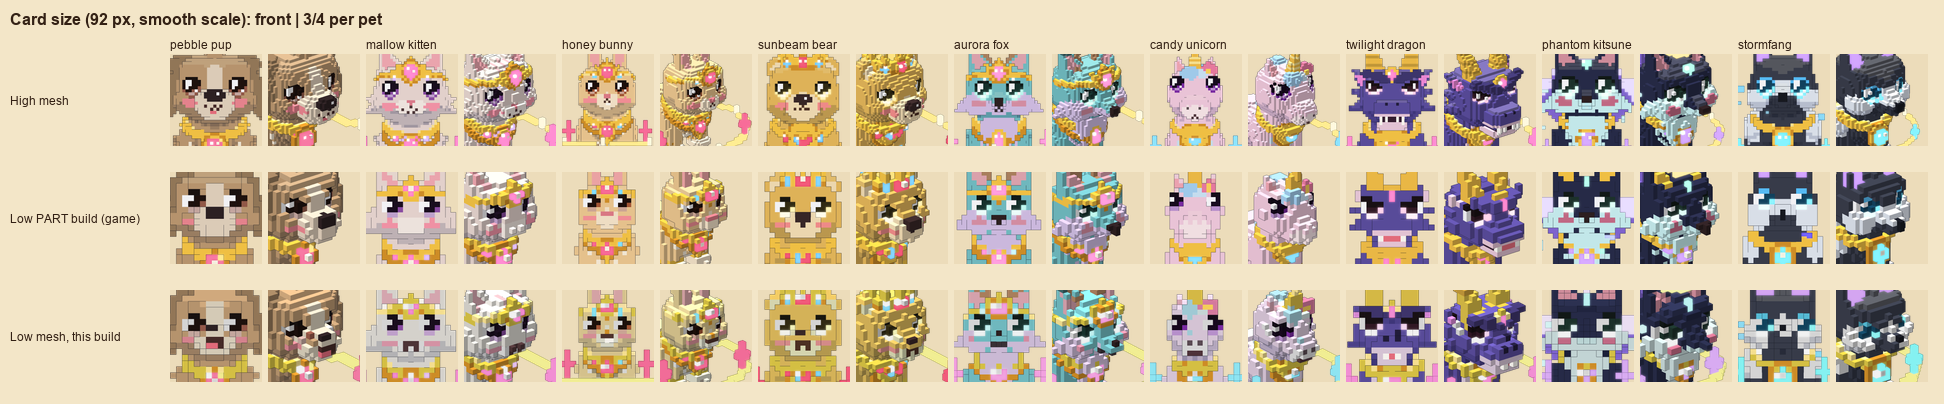 Card size (92 px, smooth scale): front | 3/4 per pet
pebble pup mallow kitten honey bunny sunbeam bear aurora fox candy unicorn twilight dragon phantom kitsune stormfang
High mesh
Low PART build (game)
Low mesh, this build